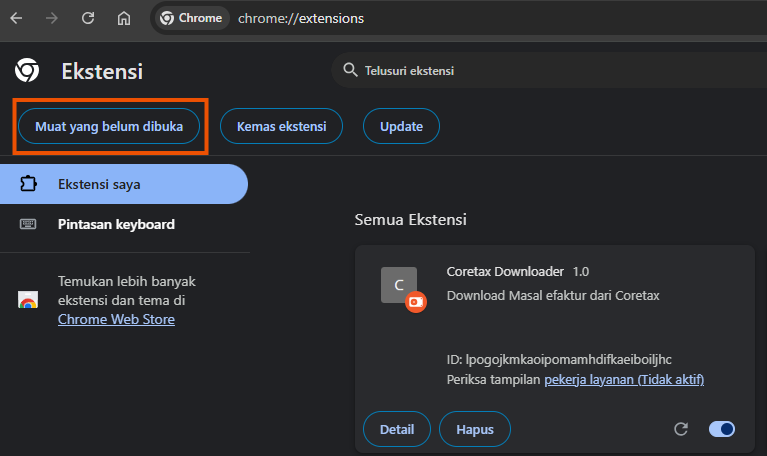 Chrome chrome://extensions
Ekstensi
Telusuri ekstensi
Muat yang belum dibuka
Kemas ekstensi
Update
Ekstensi saya
Pintasan keyboard
Temukan lebih banyak
ekstensi dan tema di
Chrome Web Store
Semua Ekstensi
C
Coretax Downloader 1.0
Download Masal efaktur dari Coretax
ID: lpogojkmkaoipomamhdifkaeiboiljhc
Periksa tampilan pekerja layanan (Tidak aktif)
Detail
Hapus